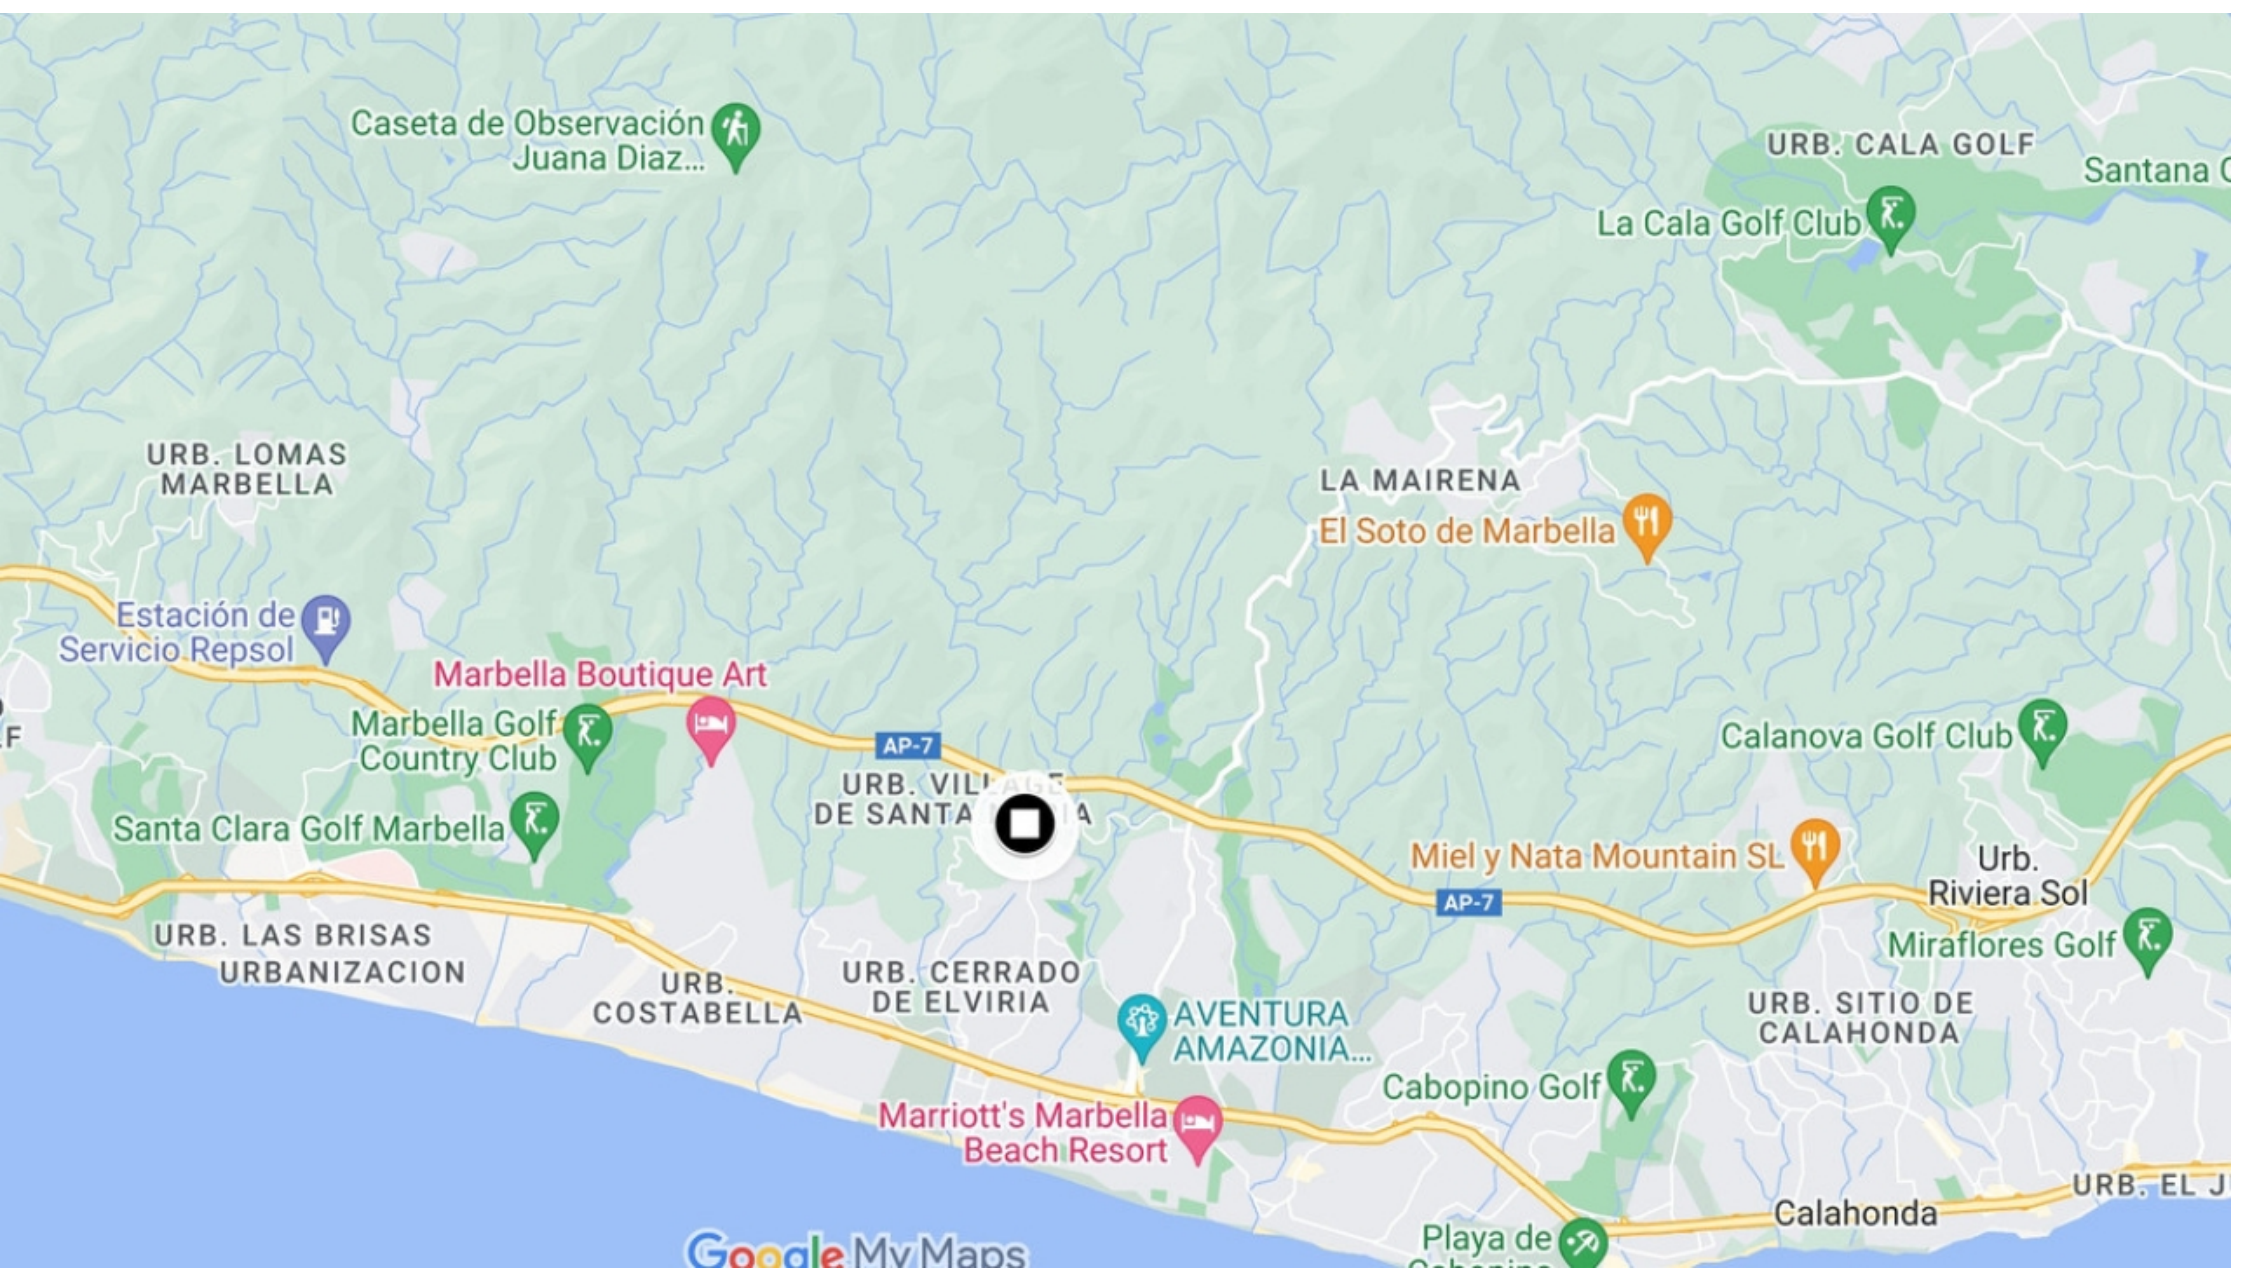 Caseta de Observación
Juana Diaz...
URB. CALA GOLF
Santana
La Cala Golf Club
URB. LOMAS
MARBELLA
LA MAIRENA
El Soto de Marbella
Estación de
Servicio Repsol
Marbella Boutique Art
Marbella Golf
Country Club
AP-7
Calanova Golf Club
URB. VILLAGE
DE SANTA
Santa Clara Golf Marbella
Miel y Nata Mountain SL
AP-7
Urb.
Riviera Sol
Miraflores Golf
URB. LAS BRISAS
URBANIZACION
URB.
COSTABELLA
URB. CERRADO
DE ELVIRIA
AVENTURA
AMAZONIA...
URB. SITIO DE
CALAHONDA
Cabopino Golf
Marriott's Marbella
Beach Resort
URB. EL
Calahonda
Playa de
Cabopino
Google My Maps